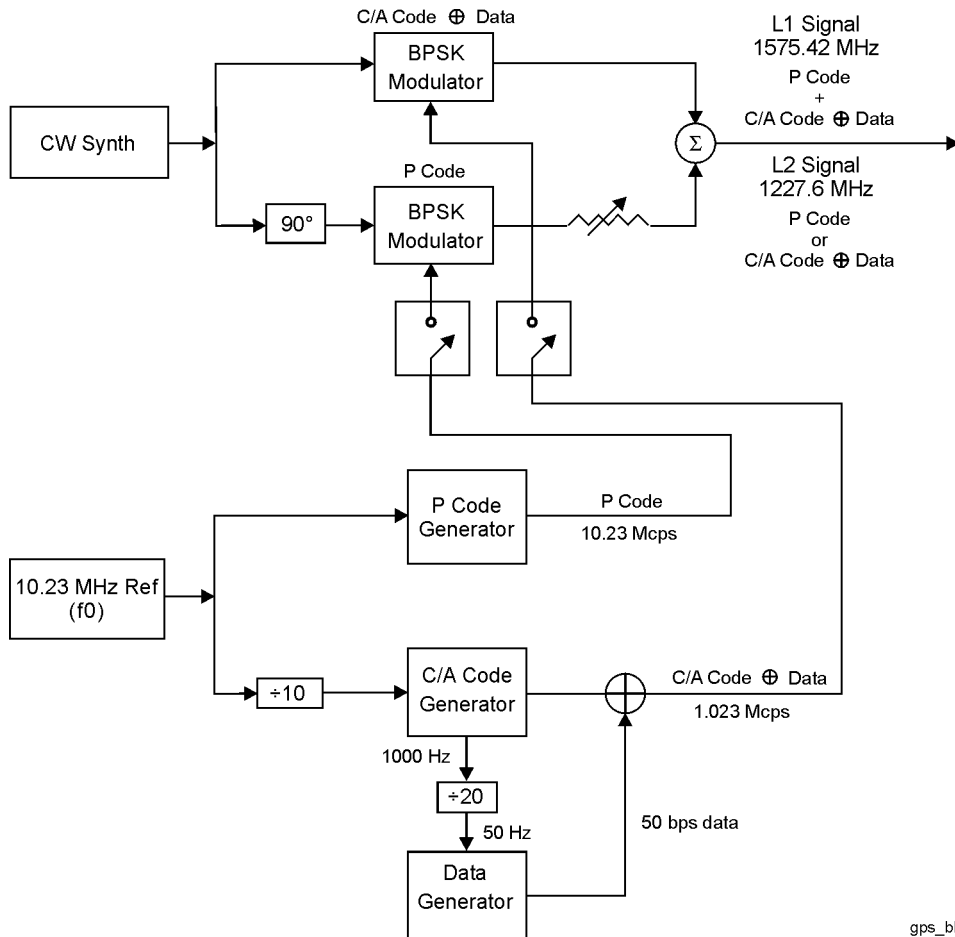 C/A Code ⊕ Data
BPSK
Modulator
CW Synth
P Code
90°
BPSK
Modulator
Σ
L1 Signal
1575.42 MHz
P Code
+
C/A Code ⊕ Data
L2 Signal
1227.6 MHz
P Code
or
C/A Code ⊕ Data
P Code
Generator
P Code
10.23 Mcps
10.23 MHz Ref
(f0)
÷10
C/A Code
Generator
C/A Code ⊕ Data
1.023 Mcps
1000 Hz
÷20
50 Hz
50 bps data
Data
Generator
gps_bl